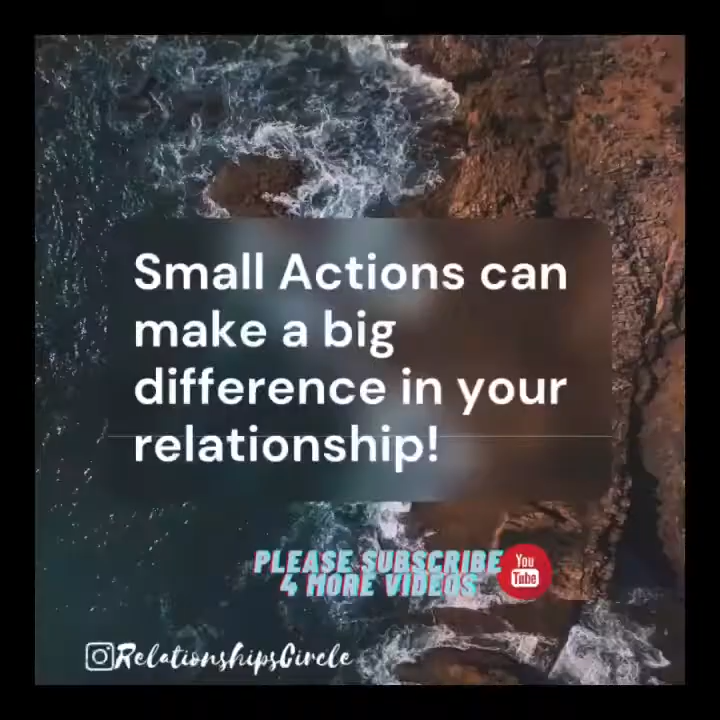 Small Actions can
make a big
difference in your
relationship!
PLEASE SUBSCRIBE
4 MORE VIDEOS
You
Tube
RelationshipsCircle